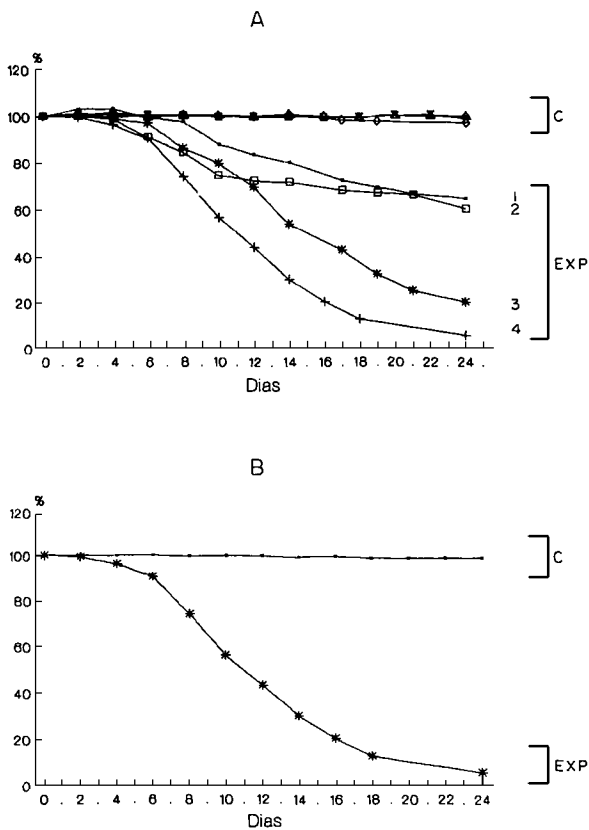 A
%
120
100
80
60
40
20
0
C
1
2
EXP
3
4
0 . 2 . 4 . 6 . 8 . 10 . 12 . 14 . 16 . 18 . 20 . 22 . 24 .
Dias
B
%
120
100
80
60
40
20
0
C
EXP
0 . 2 . 4 . 6 . 8 . 10 . 12 . 14 . 16 . 18 . 20 . 22 . 24
Dias